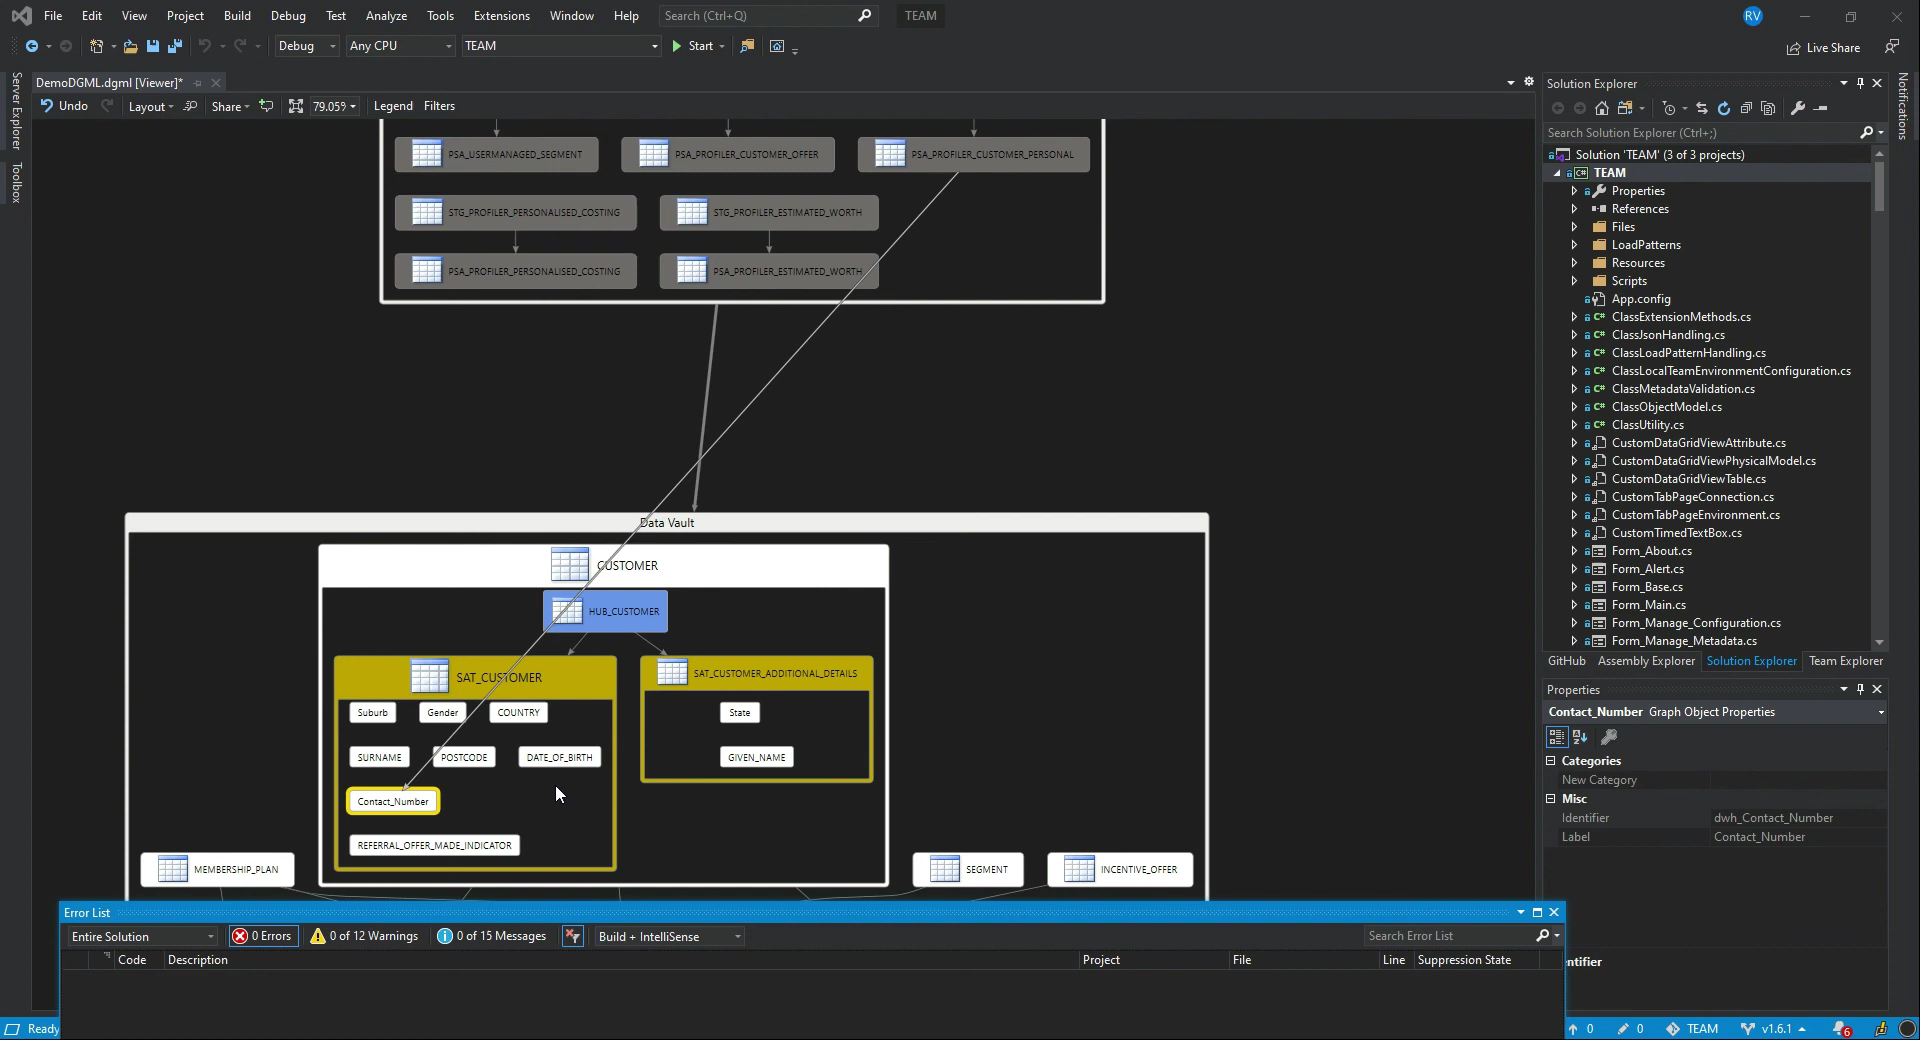 File Edit View Project Build Debug Test Analyze Tools Extensions Window Help Search (Ctrl+Q) TEAM RV
Debug Any CPU TEAM Start Live Share
Server Explorer
Toolbox
DemoDGML.dgml [Viewer]*
Undo Layout Share 79.05% Legend Filters
PSA_USERMANAGED_SEGMENT PSA_PROFILER_CUSTOMER_OFFER PSA_PROFILER_CUSTOMER_PERSONAL
STG_PROFILER_PERSONALISED_COSTING STG_PROFILER_ESTIMATED_WORTH
PSA_PROFILER_PERSONALISED_COSTING PSA_PROFILER_ESTIMATED_WORTH
Data Vault
CUSTOMER
HUB_CUSTOMER
SAT_CUSTOMER SAT_CUSTOMER_ADDITIONAL_DETAILS
Suburb Gender COUNTRY State
SURNAME POSTCODE DATE_OF_BIRTH GIVEN_NAME
Contact_Number
REFERRAL_OFFER_MADE_INDICATOR
MEMBERSHIP_PLAN SEGMENT INCENTIVE_OFFER
Error List
Entire Solution 0 Errors 0 of 12 Warnings 0 of 15 Messages Build + IntelliSense Search Error List
Code Description Project File Line Suppression State
Solution Explorer
Search Solution Explorer (Ctrl+;)
Solution 'TEAM' (3 of 3 projects)
TEAM
Properties
References
Files
LoadPatterns
Resources
Scripts
App.config
ClassExtensionMethods.cs
ClassJsonHandling.cs
ClassLoadPatternHandling.cs
ClassLocalTeamEnvironmentConfiguration.cs
ClassMetadataValidation.cs
ClassObjectModel.cs
ClassUtility.cs
CustomDataGridViewAttribute.cs
CustomDataGridViewPhysicalModel.cs
CustomDataGridViewTable.cs
CustomTabPageConnection.cs
CustomTabPageEnvironment.cs
CustomTimedTextBox.cs
Form_About.cs
Form_Alert.cs
Form_Base.cs
Form_Main.cs
Form_Manage_Configuration.cs
Form_Manage_Metadata.cs
GitHub Assembly Explorer Solution Explorer Team Explorer
Properties
Contact_Number Graph Object Properties
Categories
New Category
Misc
Identifier dwh_Contact_Number
Label Contact_Number
ntifier
Notifications
Ready 0 0 TEAM v1.6.1 6